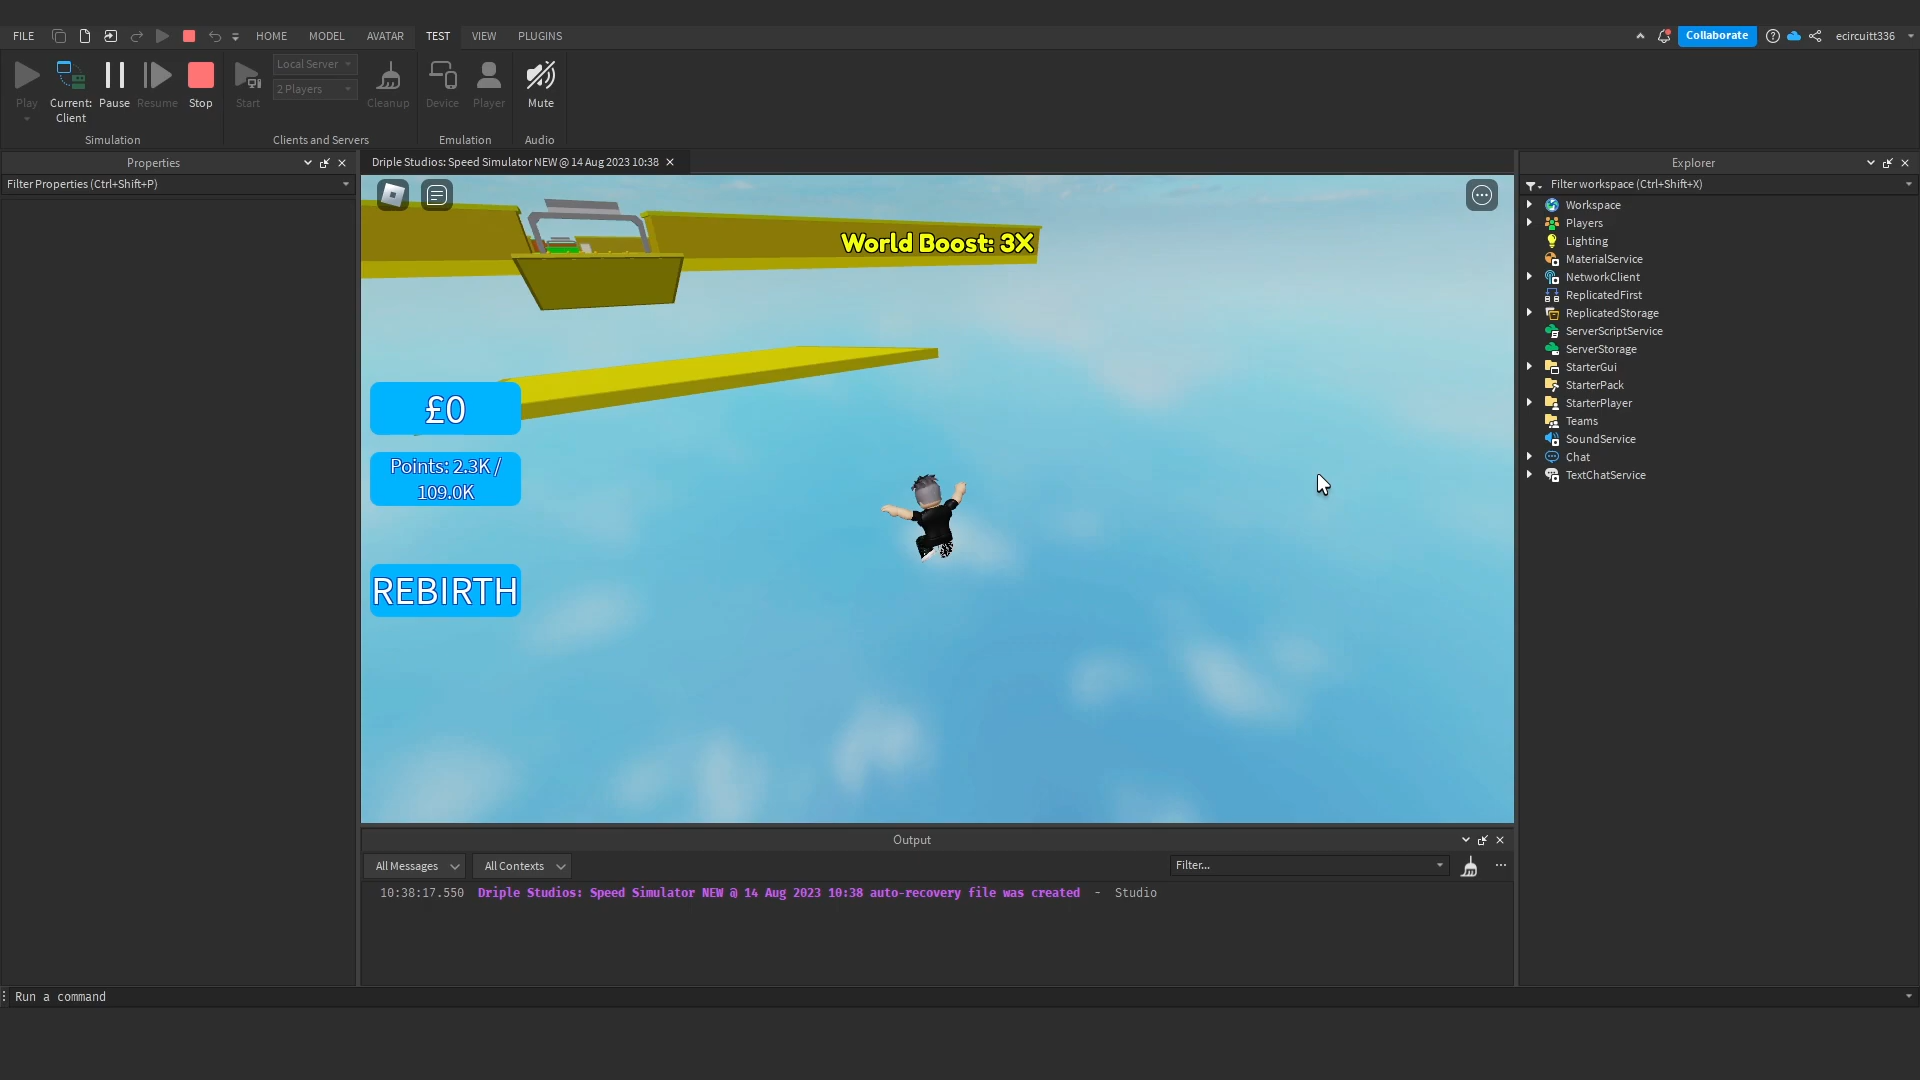 FILE HOME MODEL AVATAR TEST VIEW PLUGINS Collaborate ecircuitt336
Play Current: Client Pause Resume Stop Start Local Server 2 Players Cleanup Device Player Mute
Simulation Clients and Servers Emulation Audio
Properties
Filter Properties (Ctrl+Shift+P)
Driple Studios: Speed Simulator NEW @ 14 Aug 2023 10:38
World Boost: 3X
£0
Points: 2.3K /
109.0K
REBIRTH
Explorer
Filter workspace (Ctrl+Shift+X)
Workspace
Players
Lighting
MaterialService
NetworkClient
ReplicatedFirst
ReplicatedStorage
ServerScriptService
ServerStorage
StarterGui
StarterPack
StarterPlayer
Teams
SoundService
Chat
TextChatService
Output
All Messages All Contexts Filter...
10:38:17.550 Driple Studios: Speed Simulator NEW @ 14 Aug 2023 10:38 auto-recovery file was created - Studio
Run a command